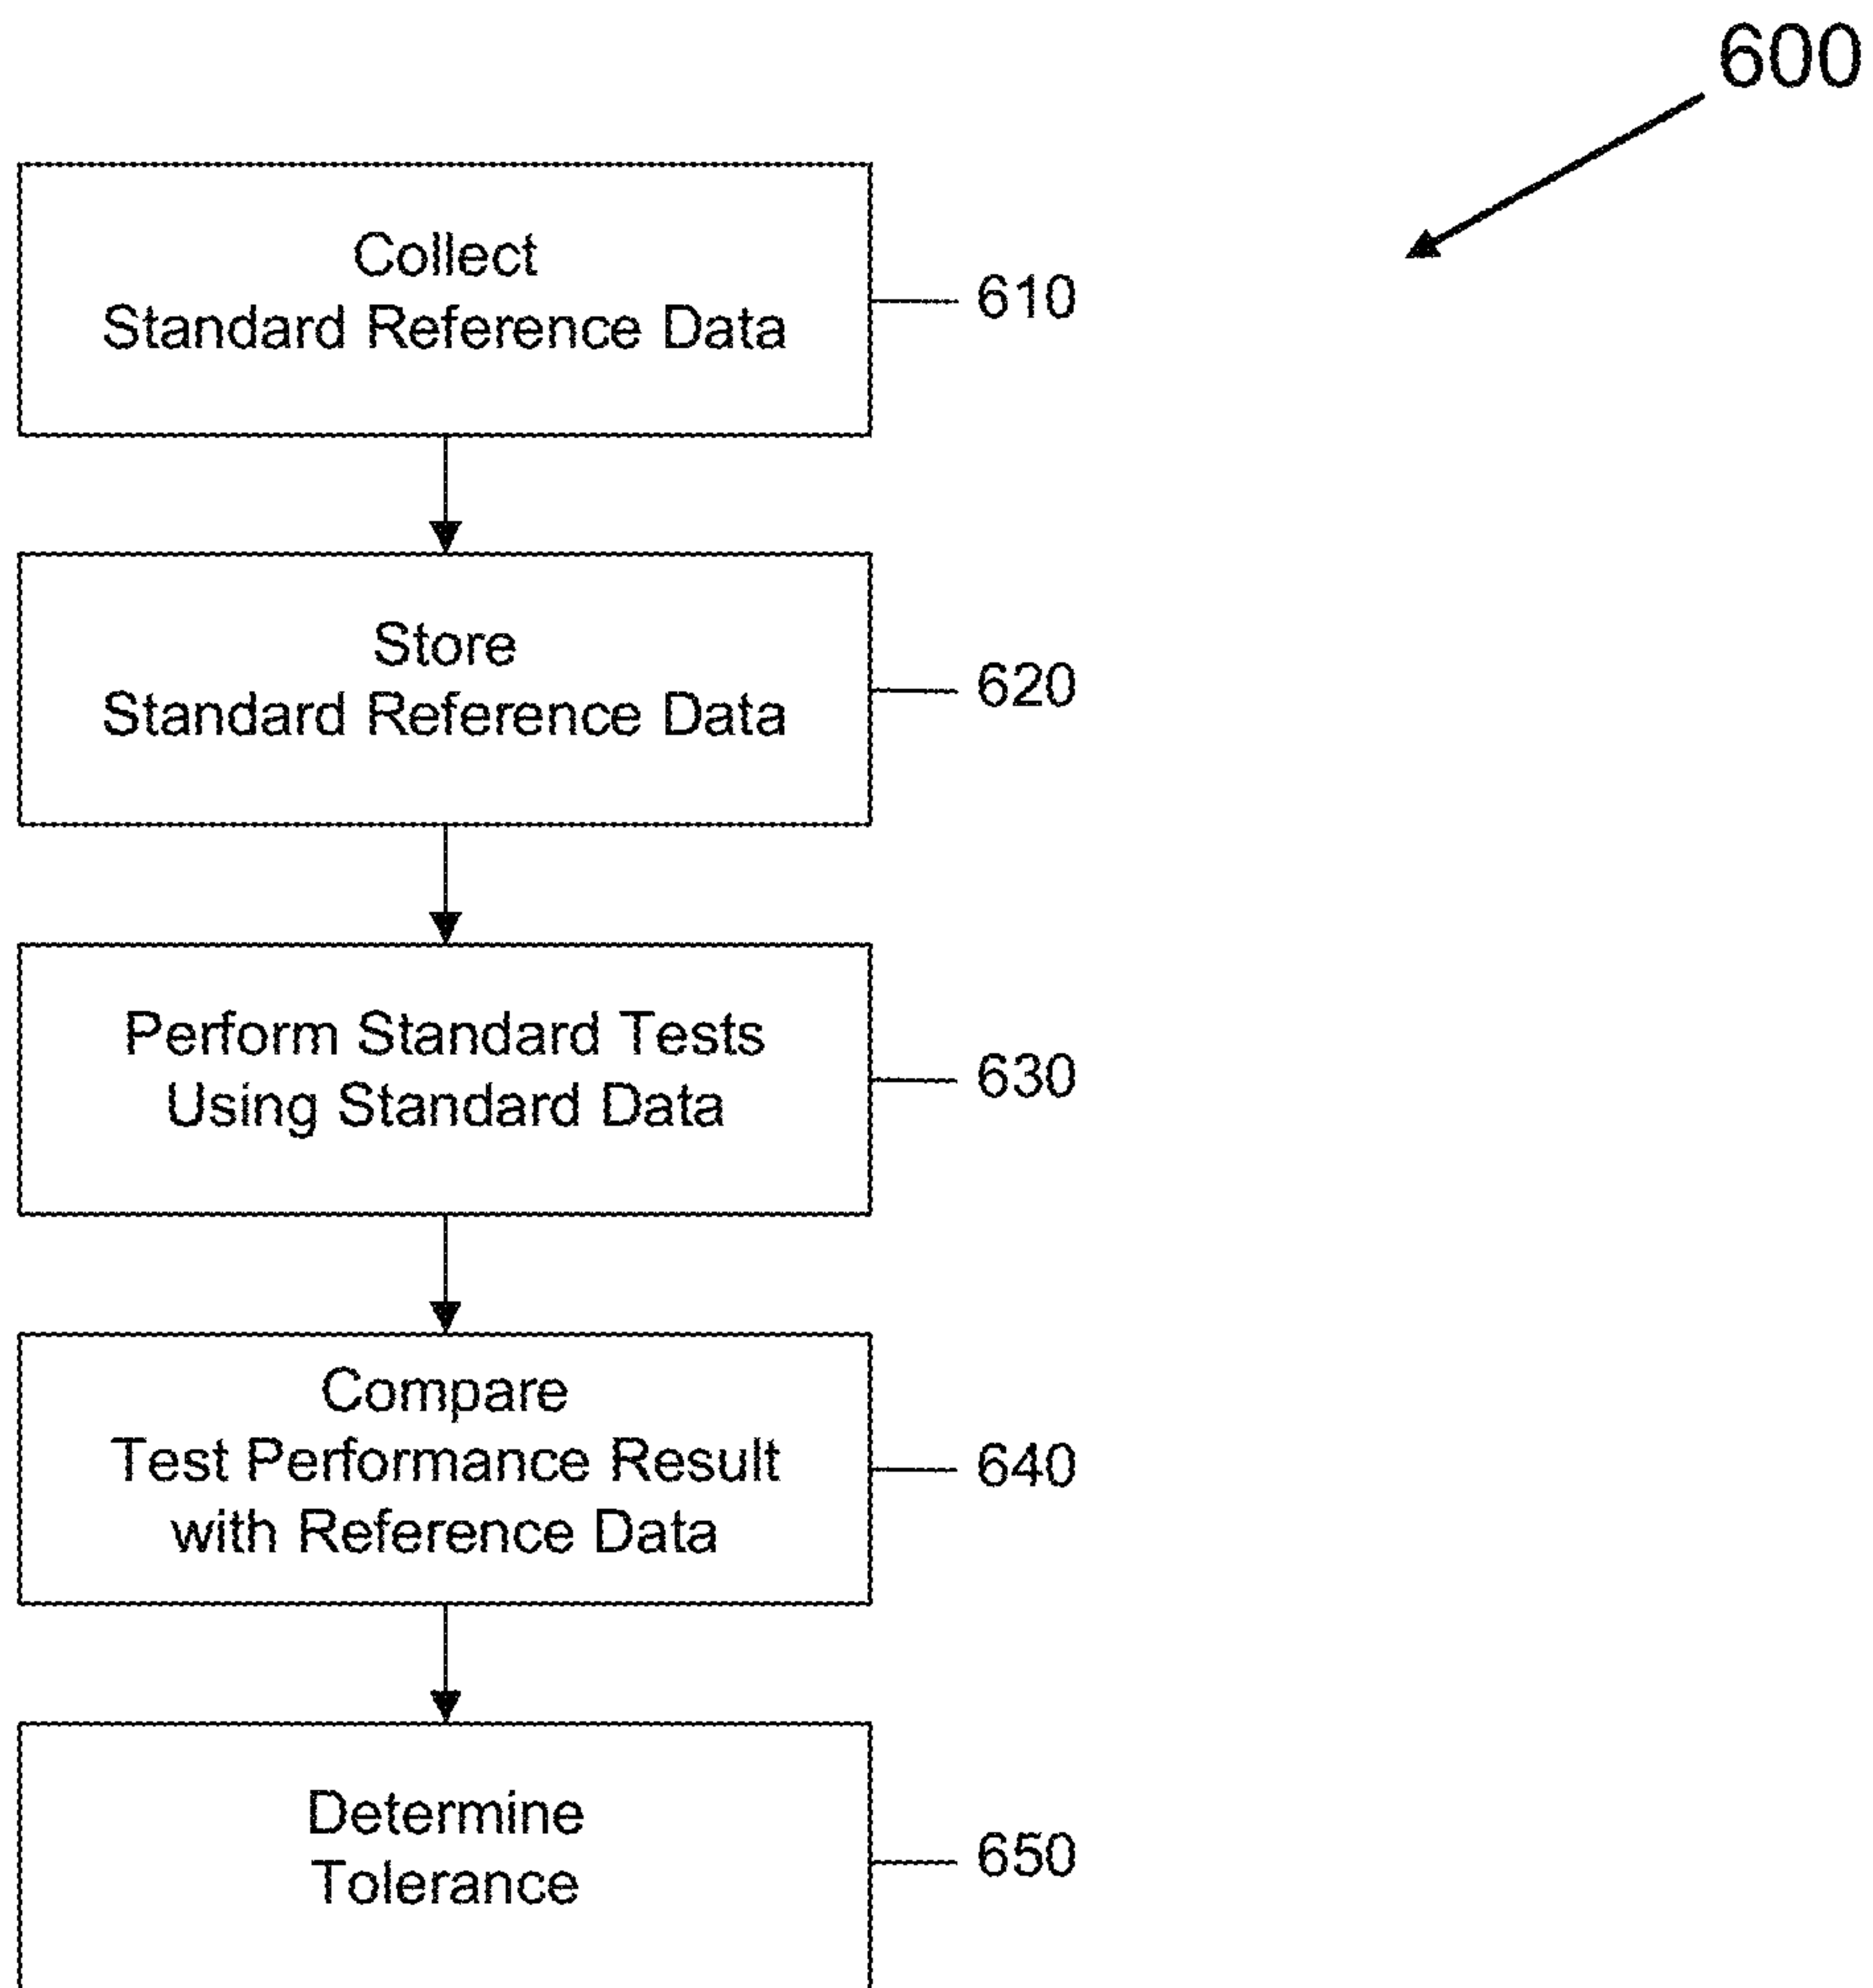 600
Collect
Standard Reference Data
610
Store
Standard Reference Data
620
Perform Standard Tests
Using Standard Data
630
Compare
Test Performance Result
with Reference Data
640
Determine
Tolerance
650